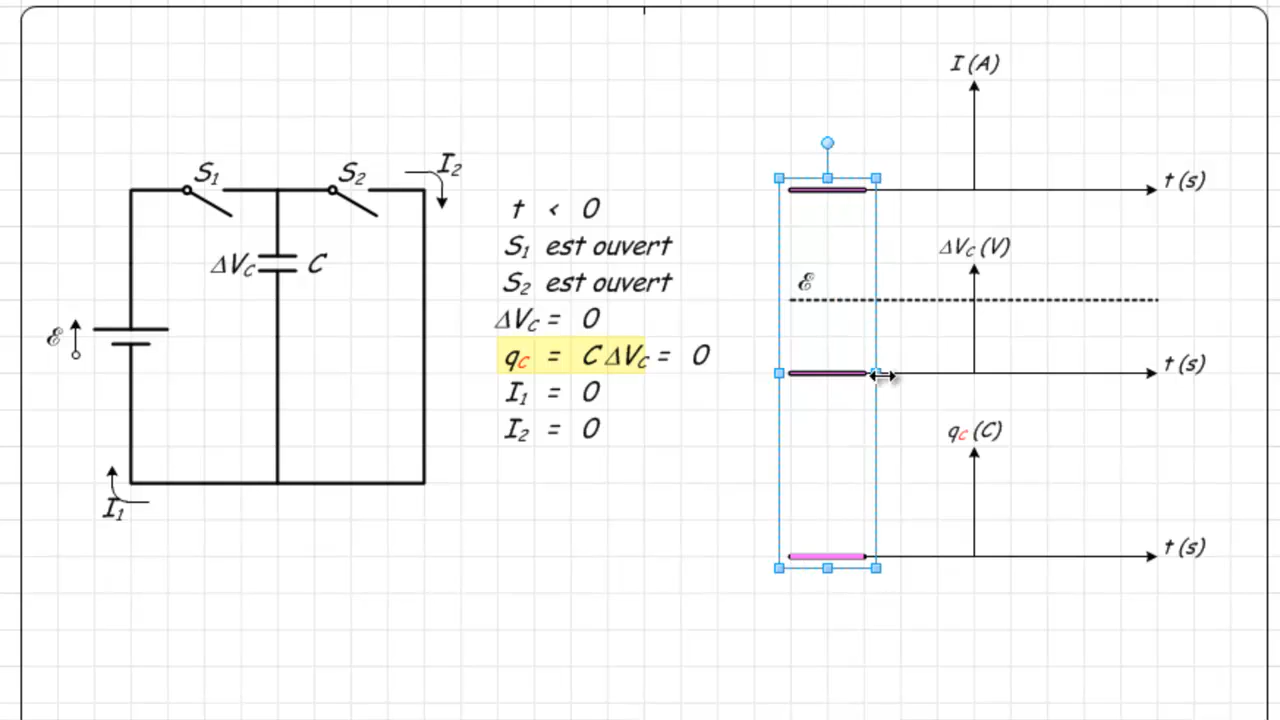 S₁
S₂
I₂
ΔV_C
C
ℰ
I₁
t < 0
S₁ est ouvert
S₂ est ouvert
ΔV_C = 0
q_C = C ΔV_C = 0
I₁ = 0
I₂ = 0
I (A)
t (s)
ΔV_C (V)
ℰ
t (s)
q_C (C)
t (s)